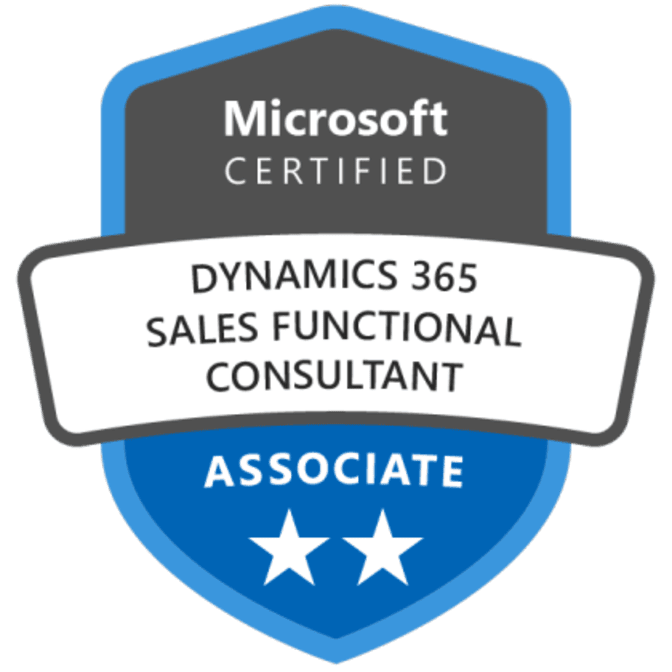 Microsoft
CERTIFIED
DYNAMICS 365
SALES FUNCTIONAL
CONSULTANT
ASSOCIATE